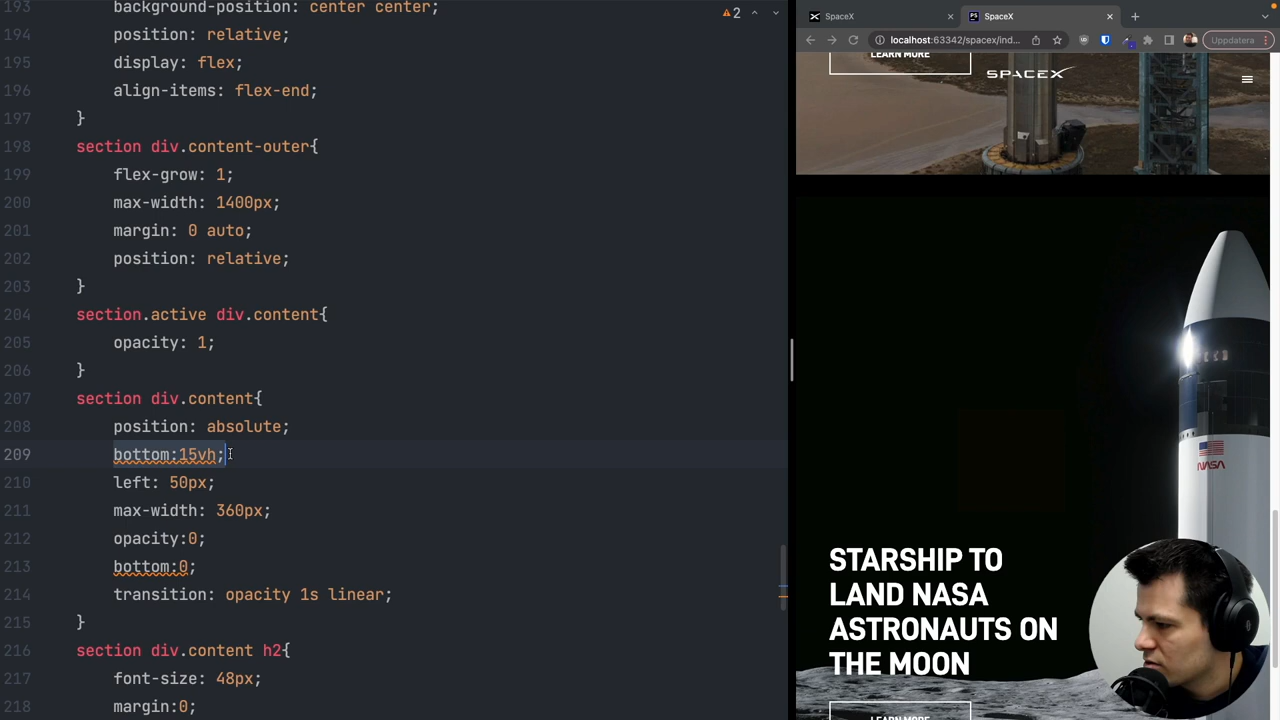 193 background-position: center center;
194 position: relative;
195 display: flex;
196 align-items: flex-end;
197 }
198 section div.content-outer{
199 flex-grow: 1;
200 max-width: 1400px;
201 margin: 0 auto;
202 position: relative;
203 }
204 section.active div.content{
205 opacity: 1;
206 }
207 section div.content{
208 position: absolute;
209 bottom:15vh;
210 left: 50px;
211 max-width: 360px;
212 opacity:0;
213 bottom:0;
214 transition: opacity 1s linear;
215 }
216 section div.content h2{
217 font-size: 48px;
218 margin:0;
2
SpaceX
PS SpaceX
localhost:63342/spacex/ind...
Uppdatera
LEARN MORE
SPACEX
NASA
STARSHIP TO
LAND NASA
ASTRONAUTS ON
THE MOON
LEARN MORE